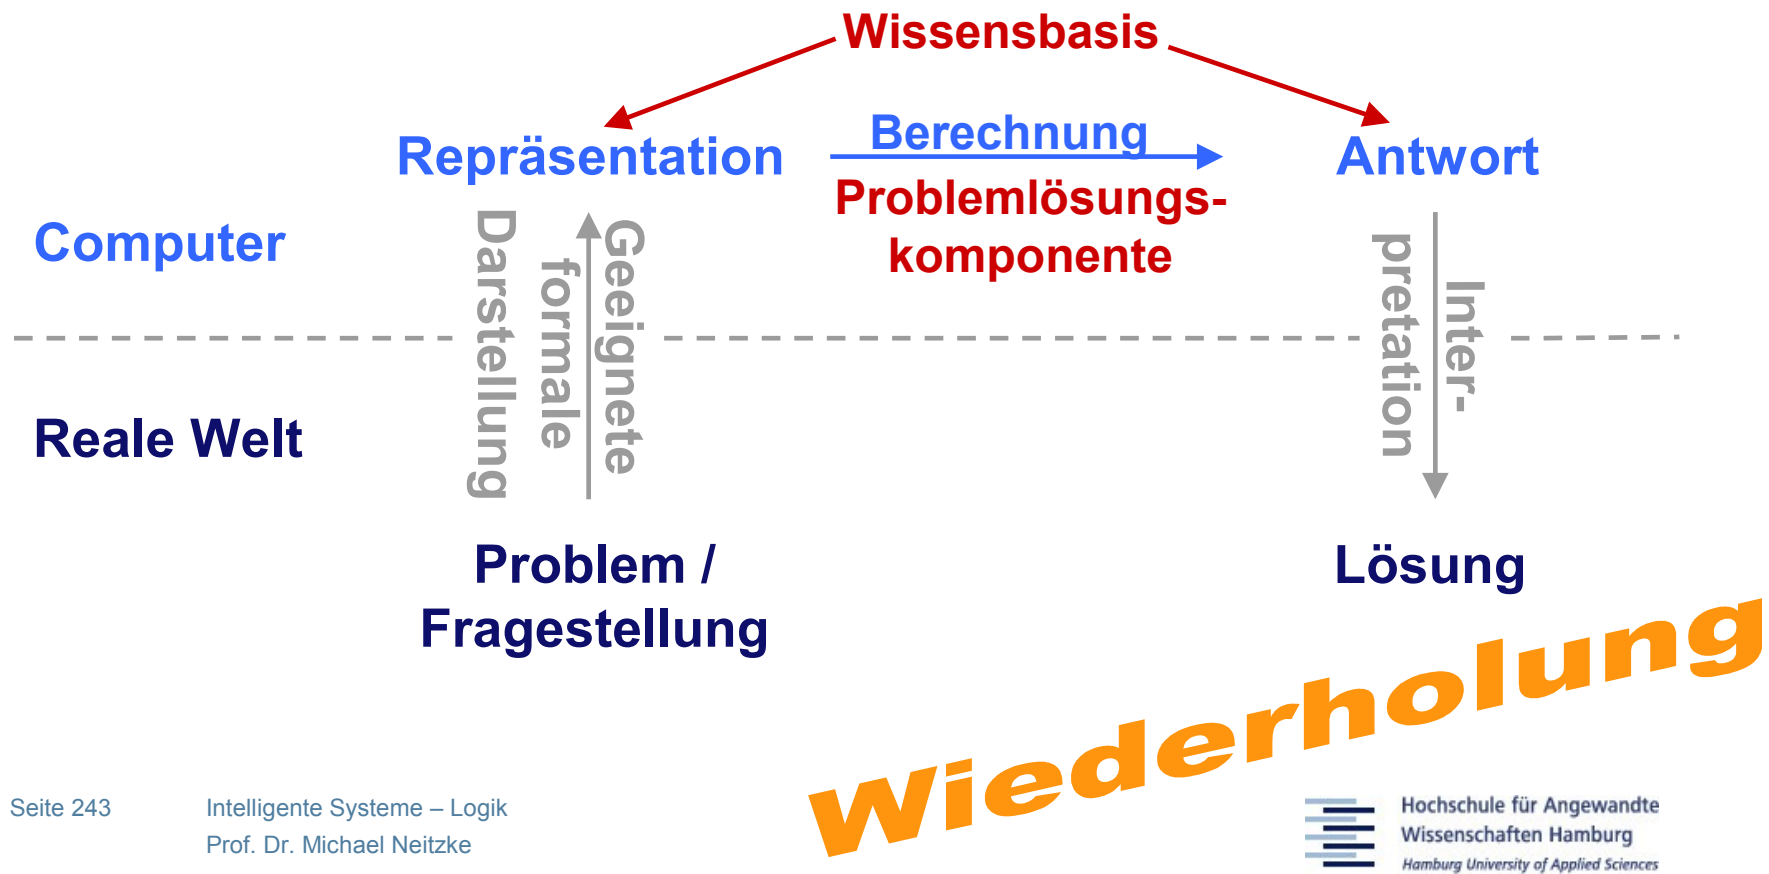 Wissensbasis
Repräsentation
Berechnung
Antwort
Problemlösungs-
komponente
Computer
Geeignete
formale
Darstellung
Inter-
pretation
Reale Welt
Problem /
Fragestellung
Lösung
Wiederholung
Seite 243
Intelligente Systeme – Logik
Prof. Dr. Michael Neitzke
Hochschule für Angewandte
Wissenschaften Hamburg
Hamburg University of Applied Sciences